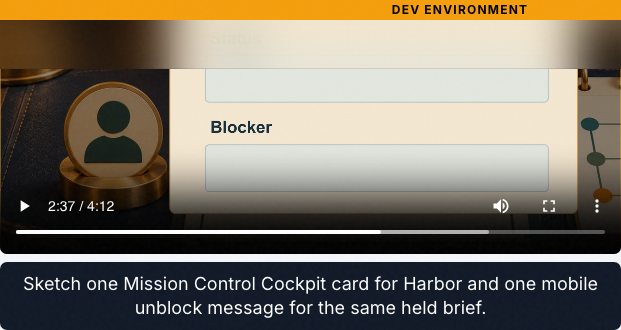 DEV ENVIRONMENT
Status
Blocker
2:37 / 4:12
Sketch one Mission Control Cockpit card for Harbor and one mobile
unblock message for the same held brief.